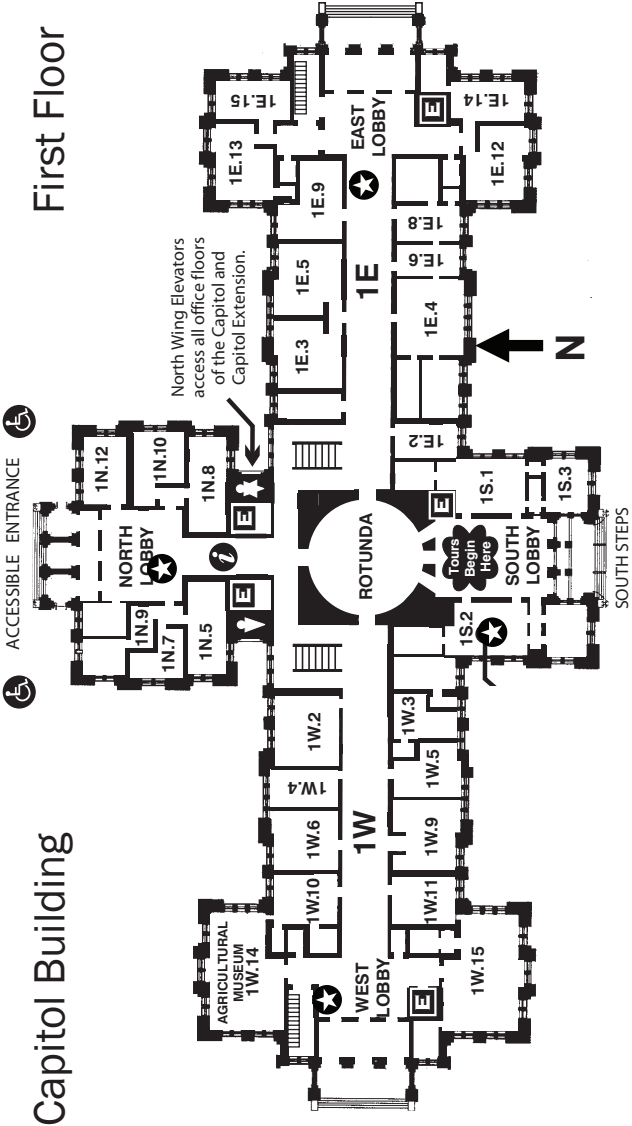 Capitol Building
First Floor
ACCESSIBLE ENTRANCE
North Wing Elevators
access all office floors
of the Capitol and
Capitol Extension.
1N.12
1N.10
1N.8
NORTH
LOBBY
1N.9
1N.7
1N.5
i
E
E
1E.15
1E.13
1E.9
1E.5
1E.3
EAST
LOBBY
E
1E.14
1E.12
1E.8
1E.6
1E.4
1E.2
1E
N
ROTUNDA
E
1S.1
1S.3
Tours
Begin
Here
SOUTH
LOBBY
1S.2
SOUTH STEPS
1W
1W.2
1W.4
1W.6
1W.10
AGRICULTURAL
MUSEUM
1W.14
WEST
LOBBY
E
1W.3
1W.5
1W.9
1W.11
1W.15